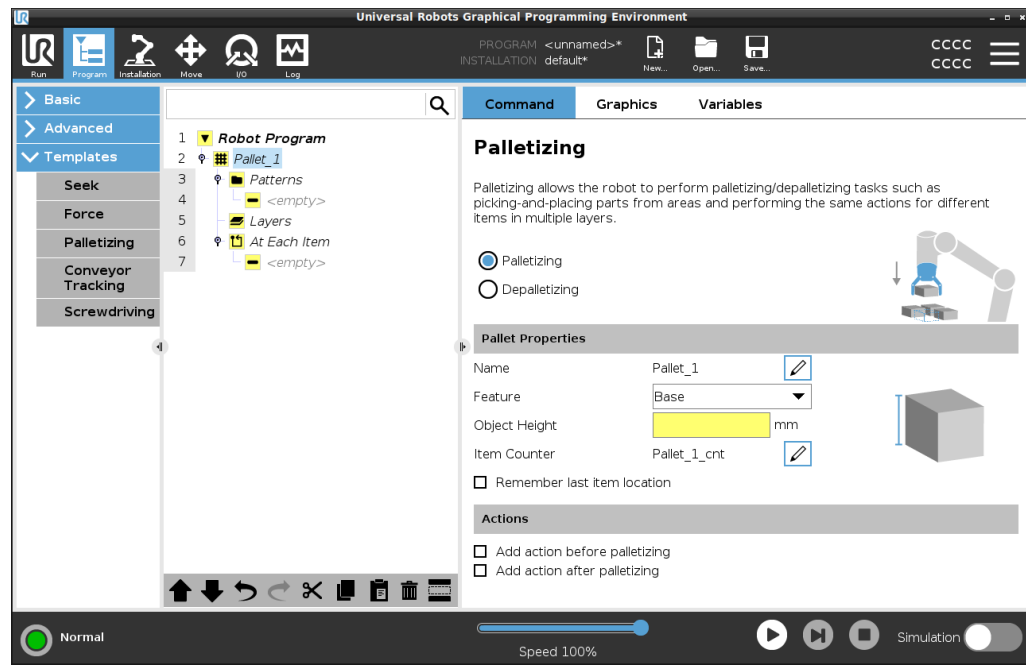 Universal Robots Graphical Programming Environment
Run
Program
Installation
Move
I/O
Log
PROGRAM <unnamed>*
INSTALLATION default*
New...
Open...
Save...
CCCC
CCCC
Basic
Advanced
Templates
Seek
Force
Palletizing
Conveyor
Tracking
Screwdriving
1 Robot Program
2 Pallet_1
3 Patterns
4 <empty>
5 Layers
6 At Each Item
7 <empty>
Command Graphics Variables
Palletizing
Palletizing allows the robot to perform palletizing/depalletizing tasks such as
picking-and-placing parts from areas and performing the same actions for different
items in multiple layers.
Palletizing
Depalletizing
Pallet Properties
Name Pallet_1
Feature Base
Object Height mm
Item Counter Pallet_1_cnt
Remember last item location
Actions
Add action before palletizing
Add action after palletizing
Normal
Speed 100%
Simulation